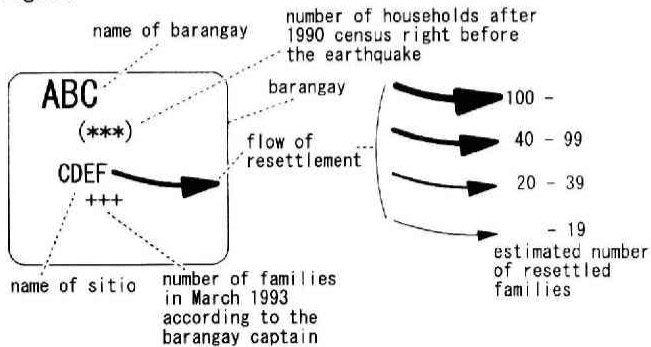 name of barangay
number of households after
1990 census right before
the earthquake
ABC
(***)
CDEF
+++
barangay
flow of
resettlement
100 -
40 - 99
20 - 39
- 19
estimated number
of resettled
families
name of sitio
number of families
in March 1993
according to the
barangay captain